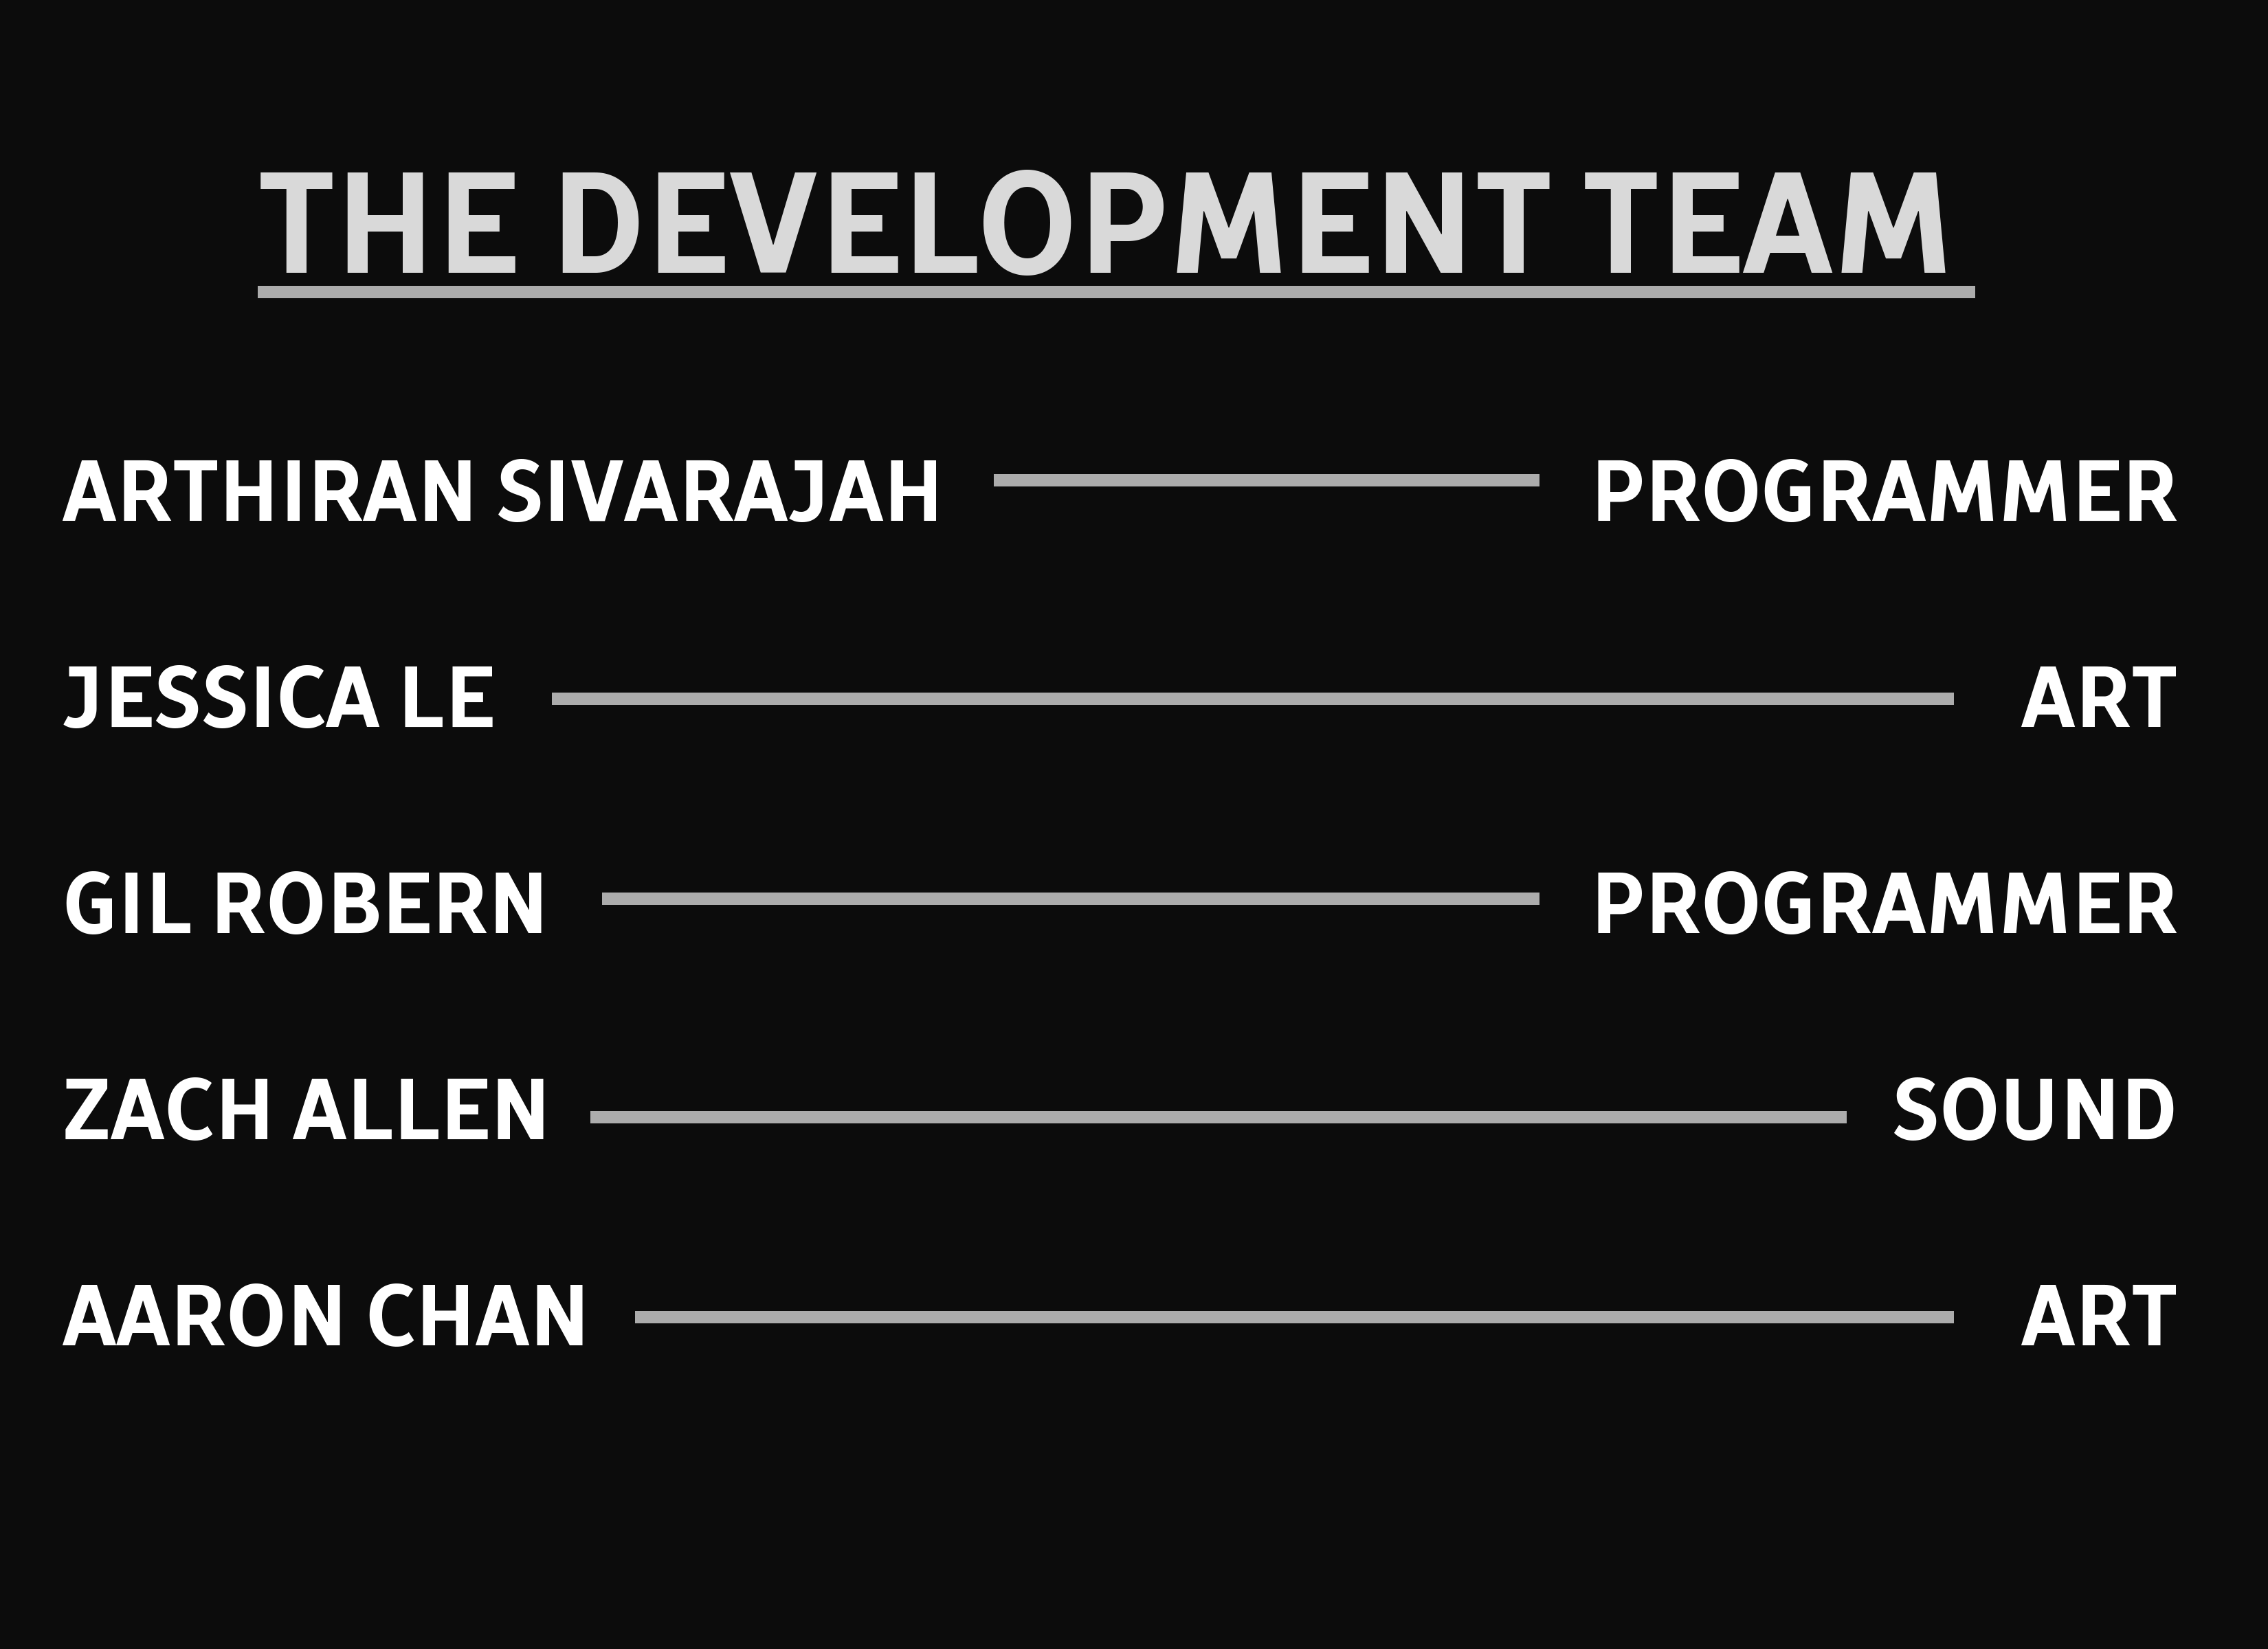 THE DEVELOPMENT TEAM
ARTHIRAN SIVARAJAH PROGRAMMER
JESSICA LE ART
GIL ROBERN PROGRAMMER
ZACH ALLEN SOUND
AARON CHAN ART